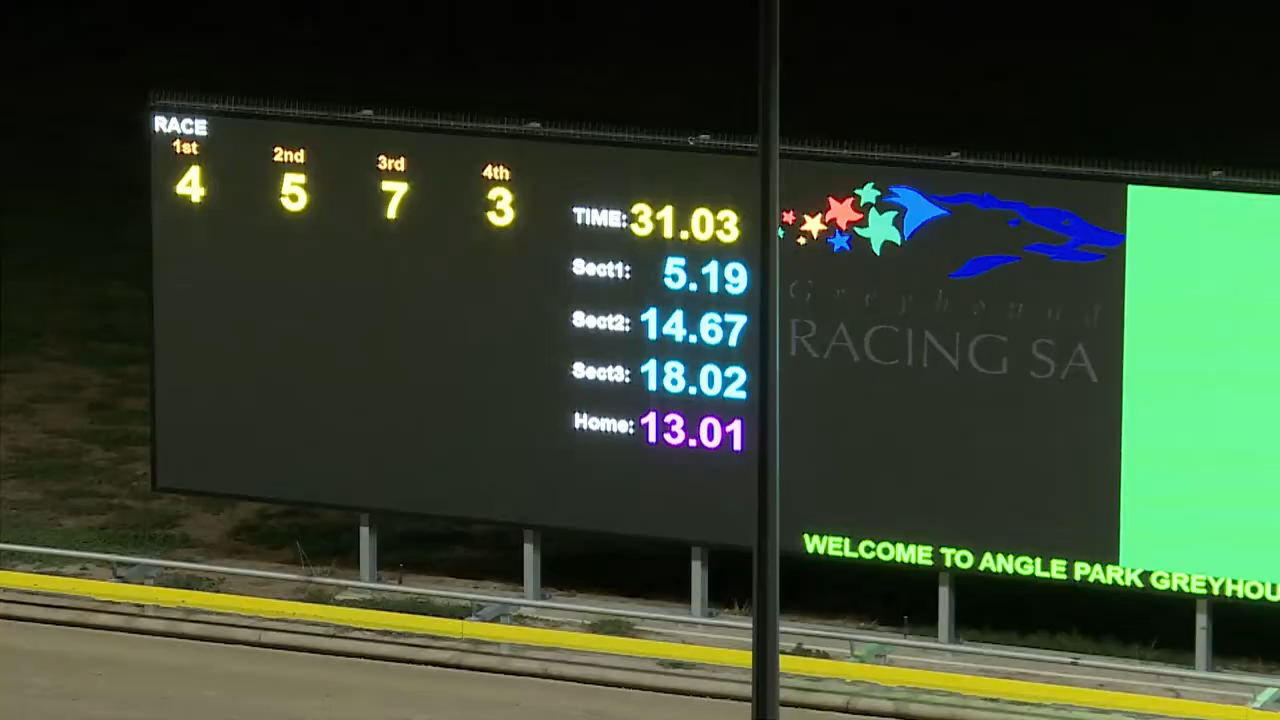 RACE
1st 2nd 3rd 4th
4 5 7 3
TIME: 31.03
Sect1: 5.19
Sect2: 14.67
Sect3: 18.02
Home: 13.01
Greyhound
RACING SA
WELCOME TO ANGLE PARK GREYHOU